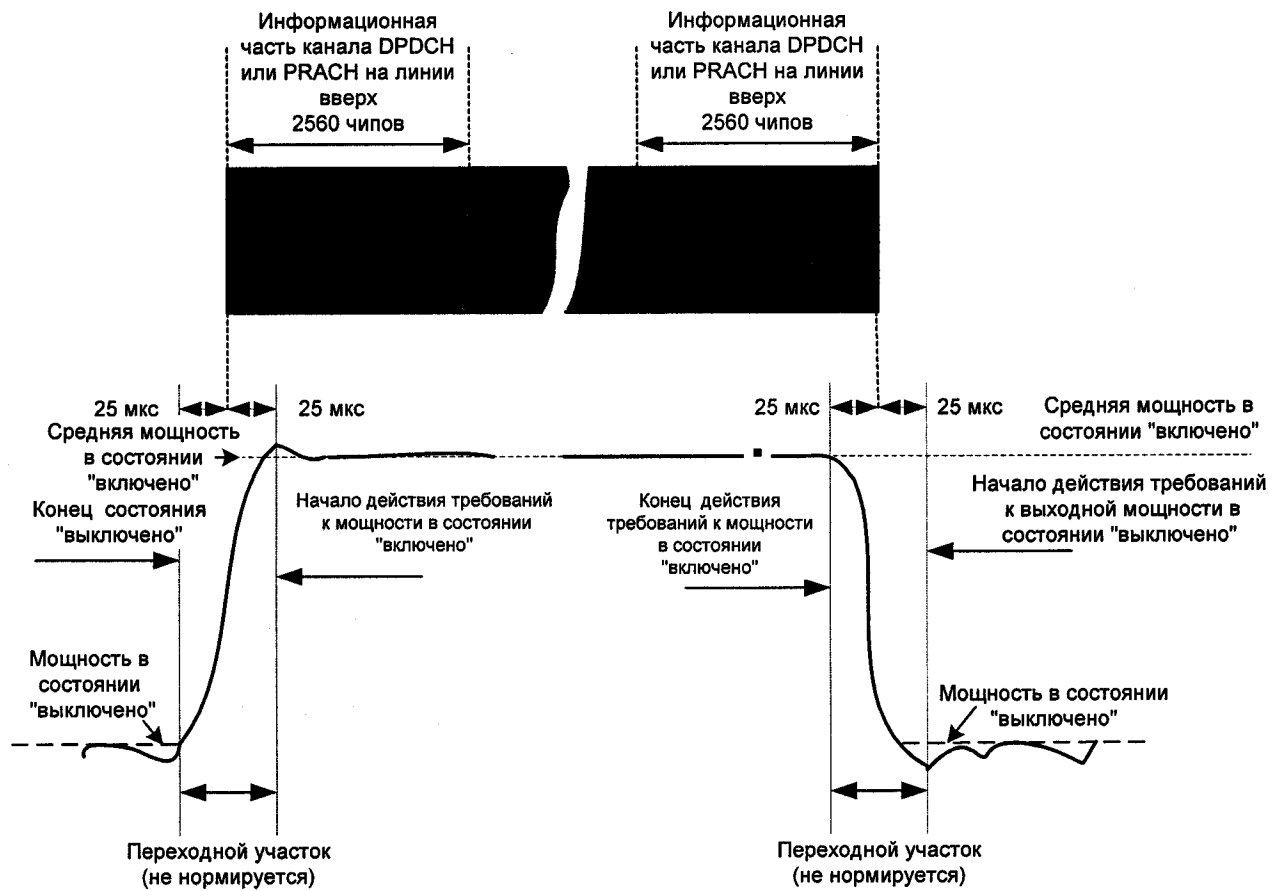 Информационная
часть канала DPDCH
или PRACH на линии
вверх
2560 чипов
Информационная
часть канала DPDCH
или PRACH на линии
вверх
2560 чипов
25 мкс
25 мкс
25 мкс
25 мкс
Средняя мощность
в состоянии
"включено"
Средняя мощность в
состоянии "включено"
Конец состояния
"выключено"
Начало действия требований
к мощности в состоянии
"включено"
Конец действия
требований к мощности
в состоянии
"включено"
Начало действия требований
к выходной мощности в
состоянии "выключено"
Мощность в
состоянии
"выключено"
Мощность в состоянии
"выключено"
Переходной участок
(не нормируется)
Переходной участок
(не нормируется)